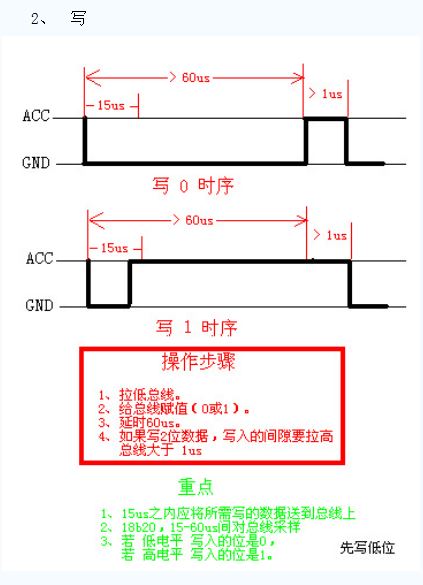 2、 写
> 60us
> 1us
15us
ACC
GND
写 0 时序
> 60us
> 1us
15us
ACC
GND
写 1 时序
操作步骤
1、拉低总线。
2、给总线赋值（0或1）。
3、延时60us。
4、如果写2位数据，写入的间隙要拉高
总线大于 1us
重点
1、15us之内应将所需写的数据送到总线上
2、18b20，15-60us间对总线采样
3、若 低电平 写入的位是0，
若 高电平 写入的位是1。
先写低位